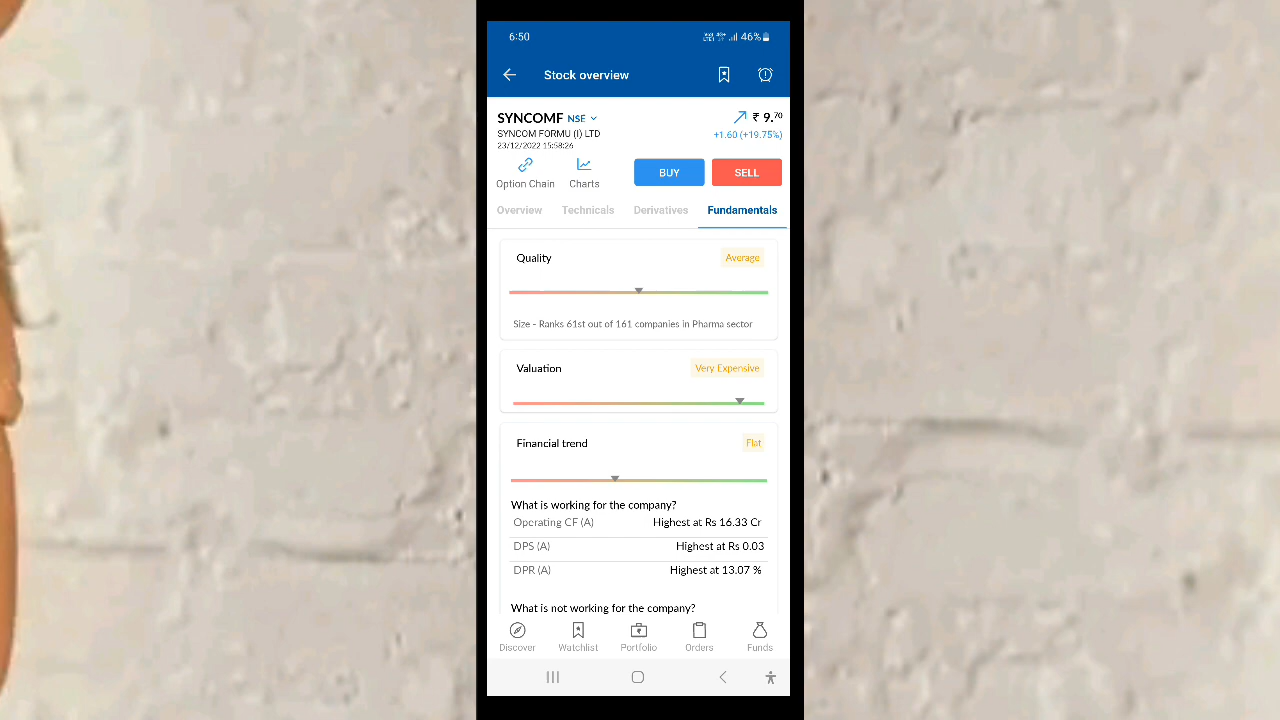 6:50
46%
Stock overview
SYNCOMF NSE
₹ 9.70
SYNCOM FORMU (I) LTD
+1.60 (+19.75%)
23/12/2022 15:58:26
Option Chain
Charts
BUY
SELL
Overview
Technicals
Derivatives
Fundamentals
Quality
Average
Size - Ranks 61st out of 161 companies in Pharma sector
Valuation
Very Expensive
Financial trend
Flat
What is working for the company?
Operating CF (A) Highest at Rs 16.33 Cr
DPS (A) Highest at Rs 0.03
DPR (A) Highest at 13.07 %
What is not working for the company?
Discover
Watchlist
Portfolio
Orders
Funds